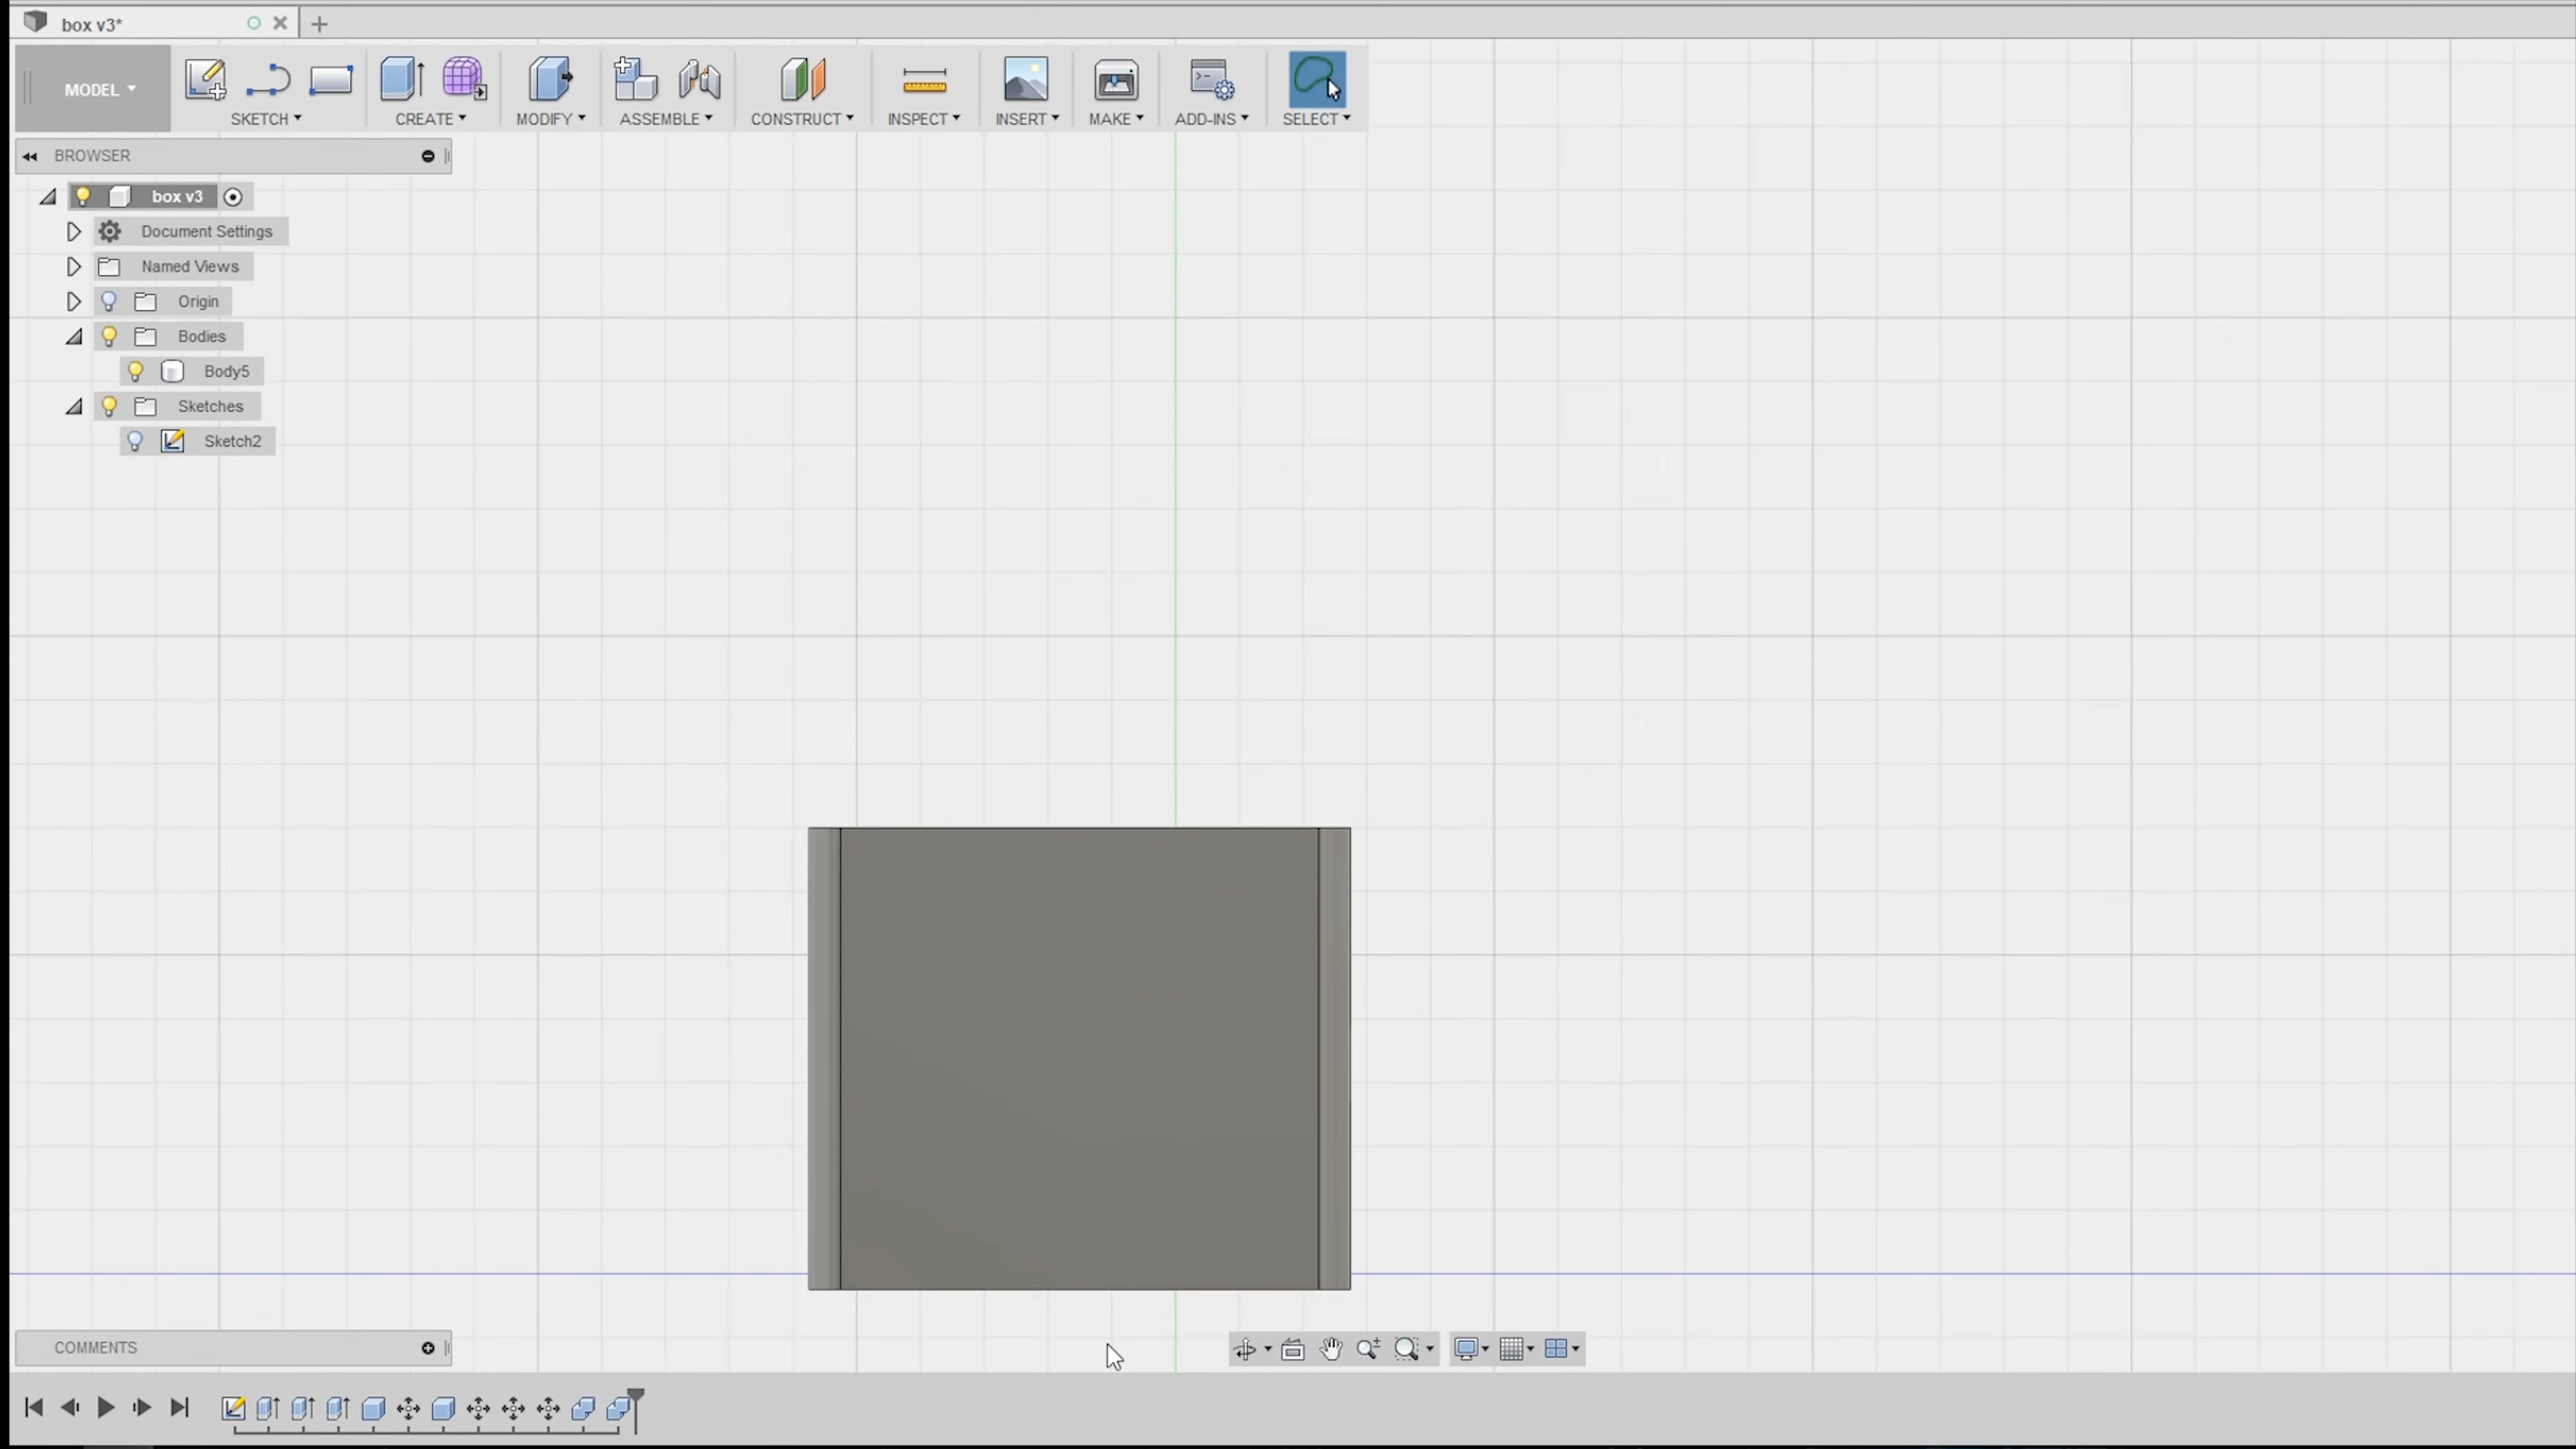 box v3*
MODEL
SKETCH
CREATE
MODIFY
ASSEMBLE
CONSTRUCT
INSPECT
INSERT
MAKE
ADD-INS
SELECT
BROWSER
box v3
Document Settings
Named Views
Origin
Bodies
Body5
Sketches
Sketch2
COMMENTS